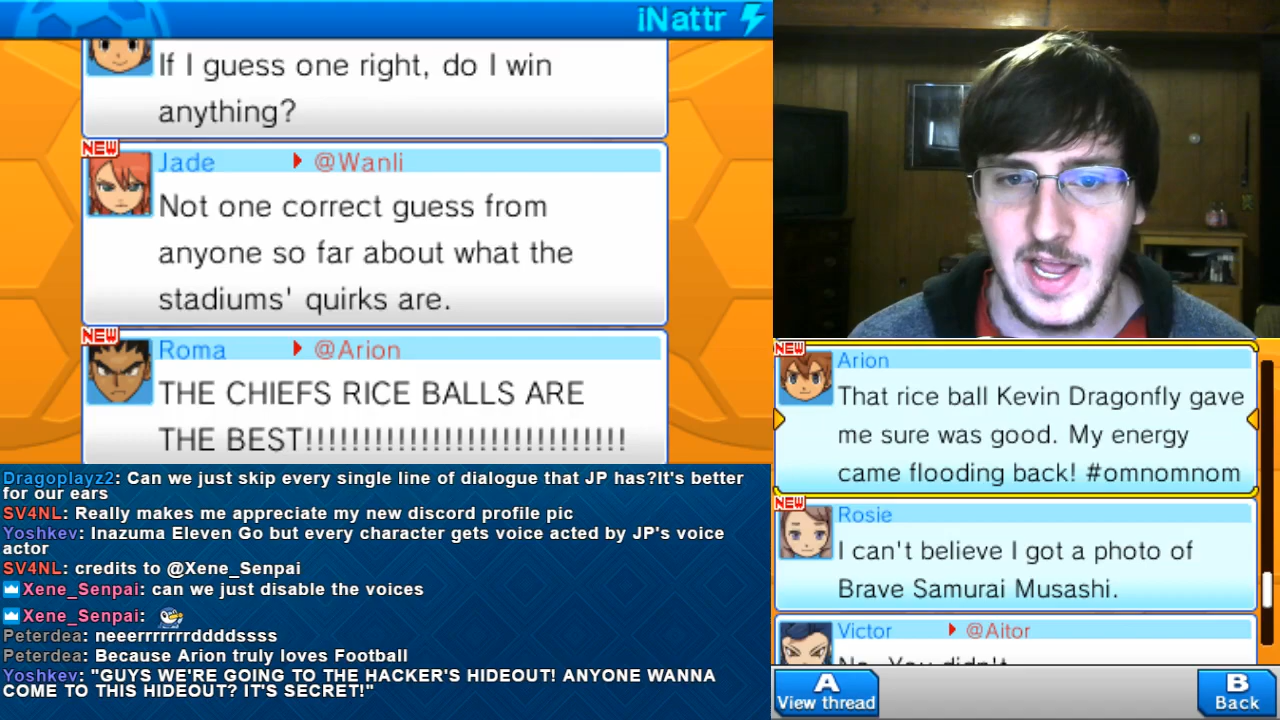 iNattr
If I guess one right, do I win
anything?
NEW
Jade @Wanli
Not one correct guess from
anyone so far about what the
stadiums' quirks are.
NEW
Roma @Arion
THE CHIEFS RICE BALLS ARE
THE BEST!!!!!!!!!!!!!!!!!!!!!!!!!!!!
Dragoplayz2: Can we just skip every single line of dialogue that JP has?It's better
for our ears
SV4NL: Really makes me appreciate my new discord profile pic
Yoshkev: Inazuma Eleven Go but every character gets voice acted by JP's voice
actor
SV4NL: credits to @Xene_Senpai
Xene_Senpai: can we just disable the voices
Xene_Senpai:
Peterdea: neeerrrrrrrddddssss
Peterdea: Because Arion truly loves Football
Yoshkev: "GUYS WE'RE GOING TO THE HACKER'S HIDEOUT! ANYONE WANNA
COME TO THIS HIDEOUT? IT'S SECRET!"
NEW
Arion
That rice ball Kevin Dragonfly gave
me sure was good. My energy
came flooding back! #omnomnom
NEW
Rosie
I can't believe I got a photo of
Brave Samurai Musashi.
Victor @Aitor
No. You didn't
A
View thread
B
Back